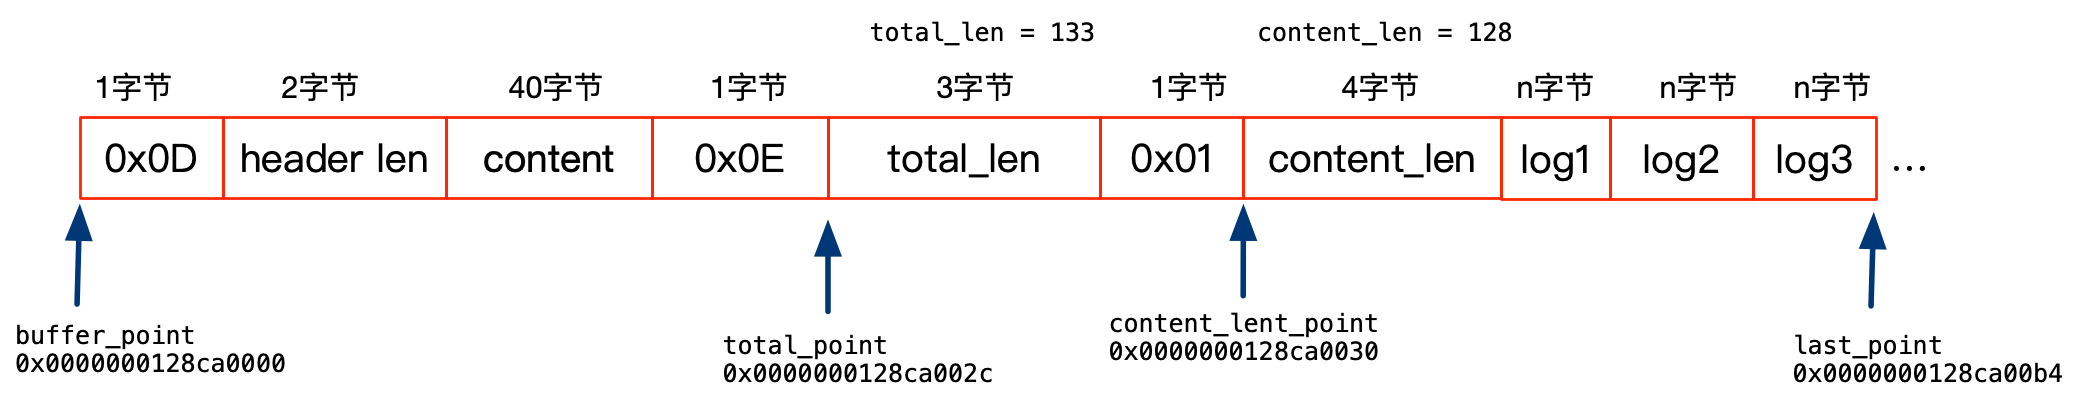 total_len = 133
content_len = 128
1字节
2字节
40字节
1字节
3字节
1字节
4字节
n字节
n字节
n字节
0x0D
header len
content
0x0E
total_len
0x01
content_len
log1
log2
log3
...
buffer_point
0x0000000128ca0000
total_point
0x0000000128ca002c
content_lent_point
0x0000000128ca0030
last_point
0x0000000128ca00b4